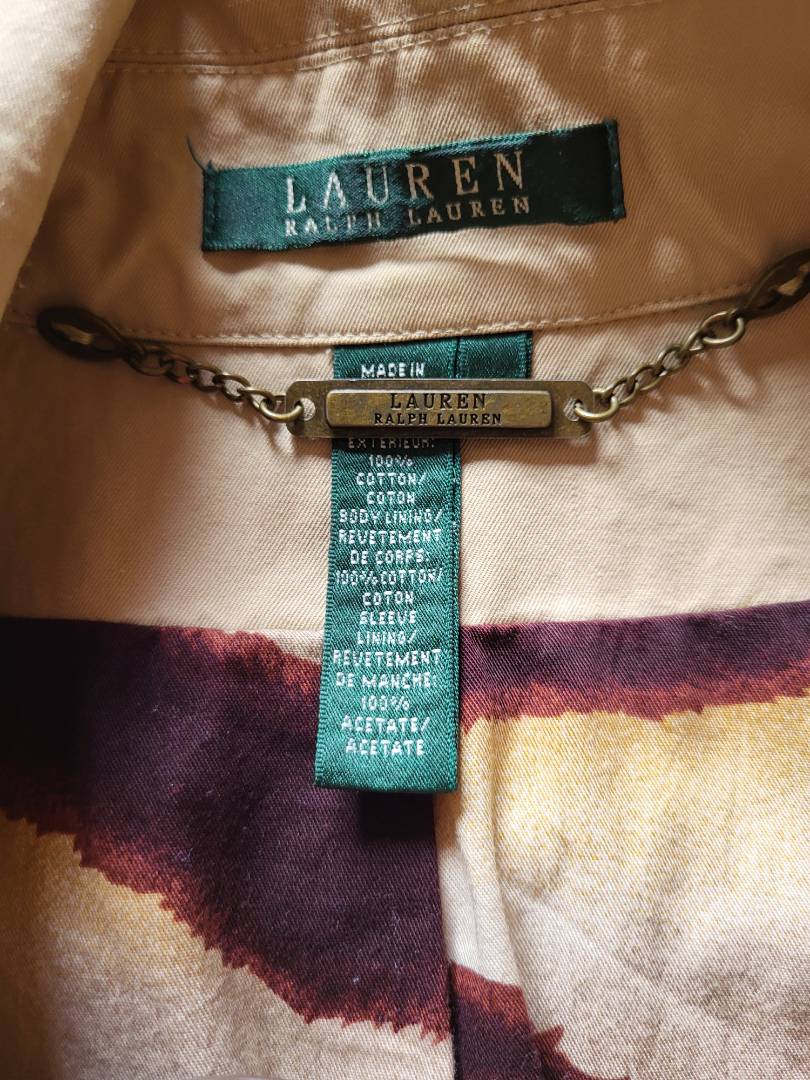 LAUREN
RALPH LAUREN
MADE IN
LAUREN
RALPH LAUREN
EXTERIEUR:
100%
COTTON/
COTON
BODY LINING/
REVETEMENT
DE CORPS:
100% COTTON/
COTON
SLEEVE
LINING/
REVETEMENT
DE MANCHE:
100%
ACETATE/
ACETATE